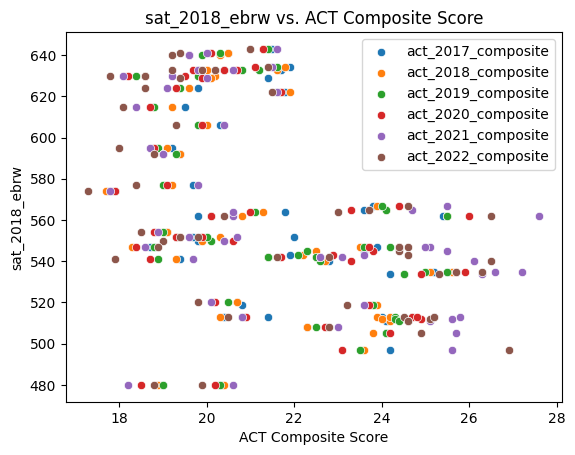 sat_2018_ebrw vs. ACT Composite Score
640
620
600
580
560
540
520
500
480
sat_2018_ebrw
act_2017_composite
act_2018_composite
act_2019_composite
act_2020_composite
act_2021_composite
act_2022_composite
18 20 22 24 26 28
ACT Composite Score